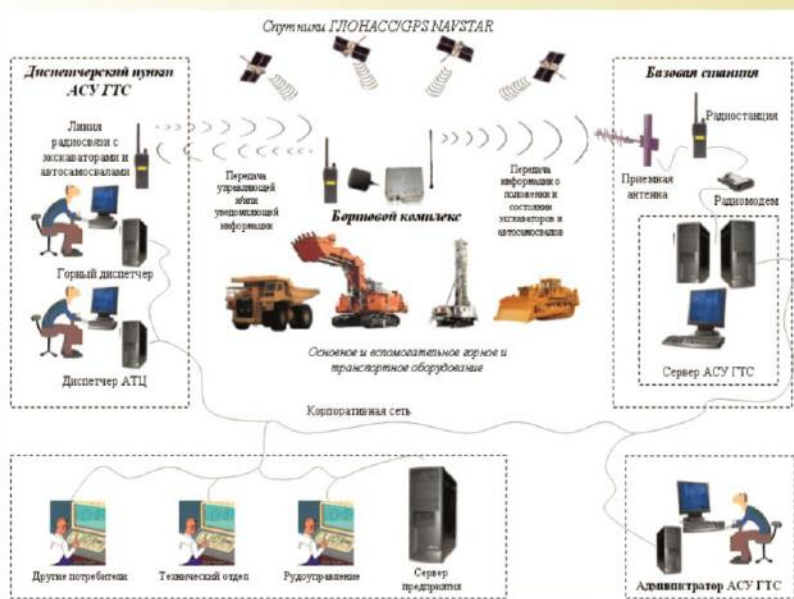 Спутники ГЛОНАСС/GPS NAVSTAR
Диспетчерский пункт
АСУ ГТС
Линия
радиосвязи с
экскаваторами и
автосамосвалами
Горный диспетчер
Диспетчер АТЦ
Передача
управляющей
и/или
уведомляющей
информации
Бортовой комплекс
Передача
информации о
положении и
состоянии
экскаваторов и
автосамосвалов
Основное и вспомогательное горное и
транспортное оборудование
Базовая станция
Радиостанция
Приемная
антенна
Радиомодем
Сервер АСУ ГТС
Корпоративная сеть
Другие потребители
Технический отдел
Рудоуправление
Сервер
предприятия
Администратор АСУ ГТС